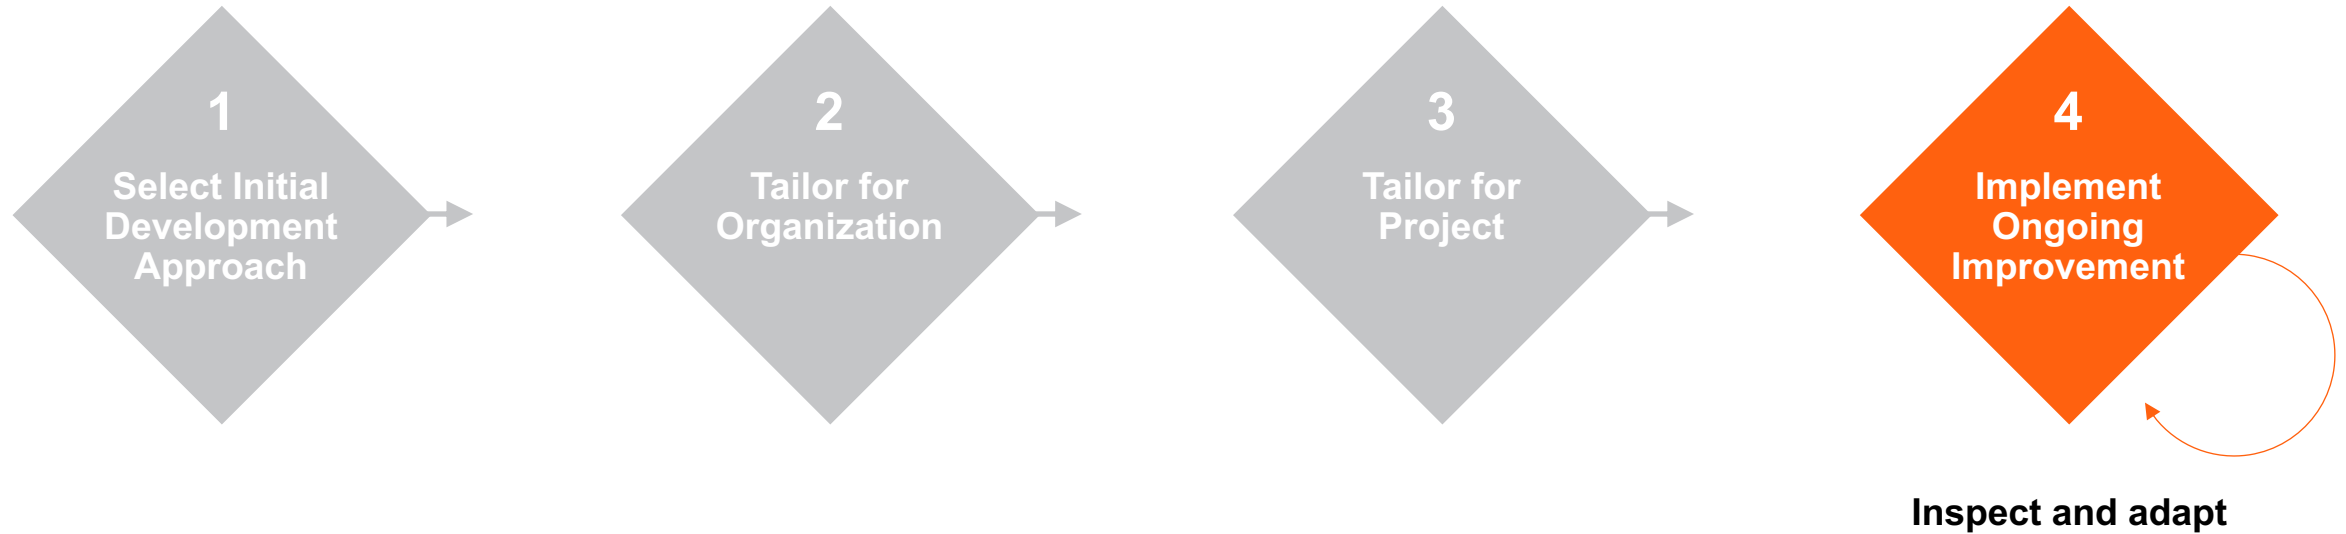 1
Select Initial
Development
Approach
2
Tailor for
Organization
3
Tailor for
Project
4
Implement
Ongoing
Improvement
Inspect and adapt